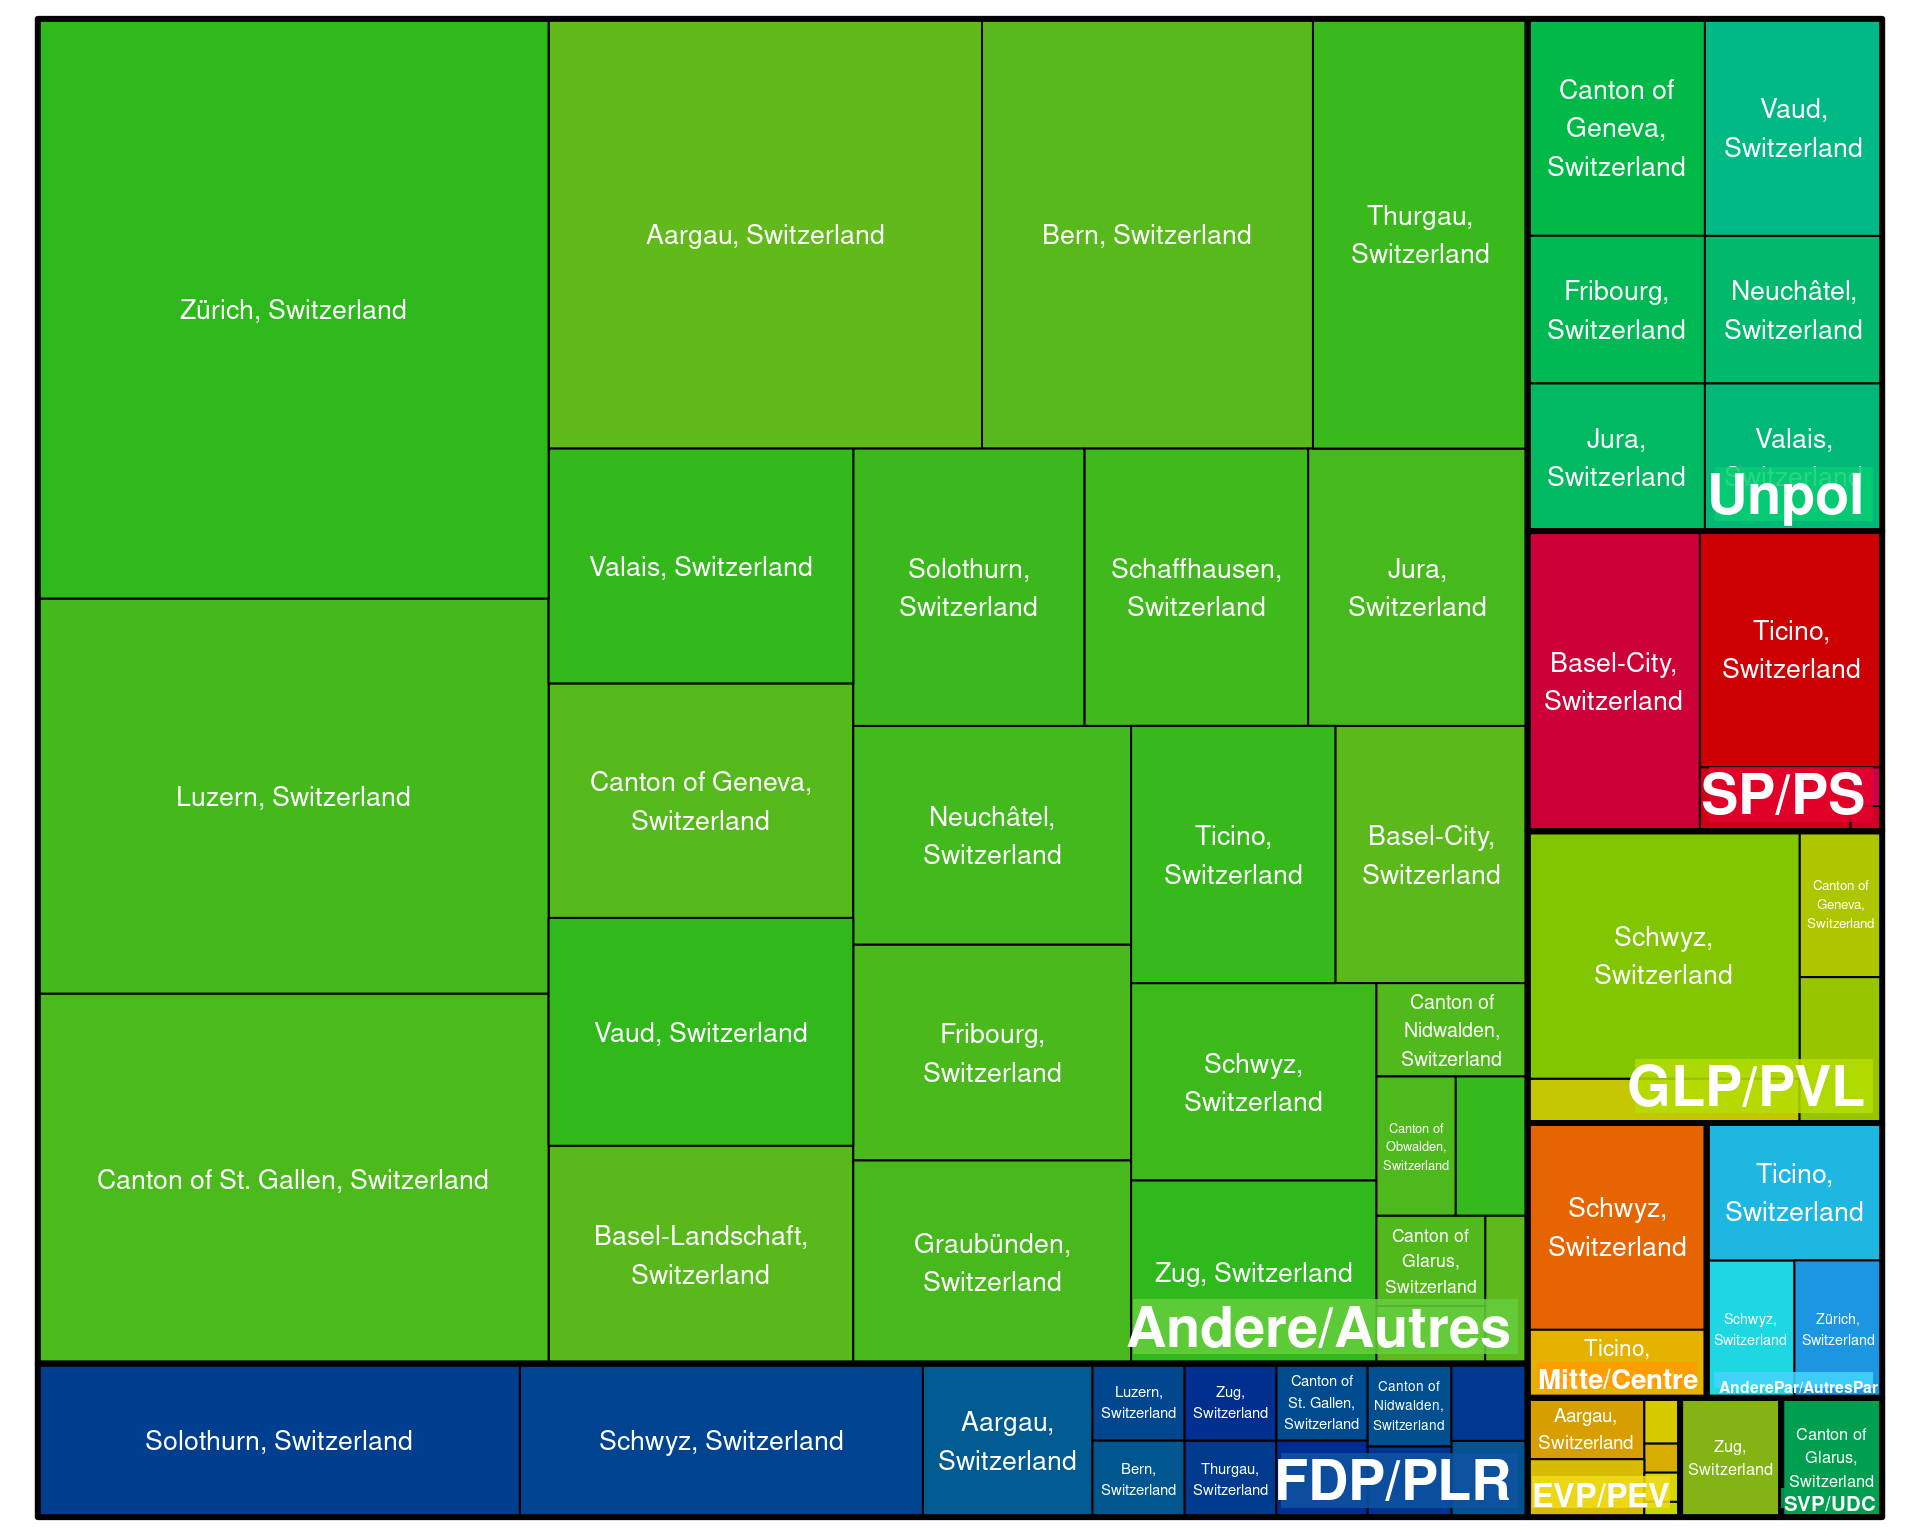 Zürich, Switzerland
Luzern, Switzerland
Canton of St. Gallen, Switzerland
Aargau, Switzerland
Bern, Switzerland
Thurgau,
Switzerland
Valais, Switzerland
Canton of Geneva,
Switzerland
Vaud, Switzerland
Basel-Landschaft,
Switzerland
Solothurn,
Switzerland
Schaffhausen,
Switzerland
Jura,
Switzerland
Neuchâtel,
Switzerland
Fribourg,
Switzerland
Graubünden,
Switzerland
Ticino,
Switzerland
Basel-City,
Switzerland
Schwyz,
Switzerland
Zug, Switzerland
Canton of
Nidwalden,
Switzerland
Canton of
Obwalden,
Switzerland
Canton of
Glarus,
Switzerland
Andere/Autres
Solothurn, Switzerland
Schwyz, Switzerland
Aargau,
Switzerland
Luzern,
Switzerland
Bern,
Switzerland
Zug,
Switzerland
Thurgau,
Switzerland
Canton of
St. Gallen,
Switzerland
Canton of
Nidwalden,
Switzerland
FDP/PLR
Canton of
Geneva,
Switzerland
Vaud,
Switzerland
Fribourg,
Switzerland
Neuchâtel,
Switzerland
Jura,
Switzerland
Valais,
Switzerland
Unpol
Basel-City,
Switzerland
Ticino,
Switzerland
SP/PS
Schwyz,
Switzerland
Canton of
Geneva,
Switzerland
GLP/PVL
Schwyz,
Switzerland
Ticino,
Mitte/Centre
Ticino,
Switzerland
Schwyz,
Switzerland
Zürich,
Switzerland
AnderePar/AutresPar
Aargau,
Switzerland
EVP/PEV
Zug,
Switzerland
Canton of
Glarus,
Switzerland
SVP/UDC